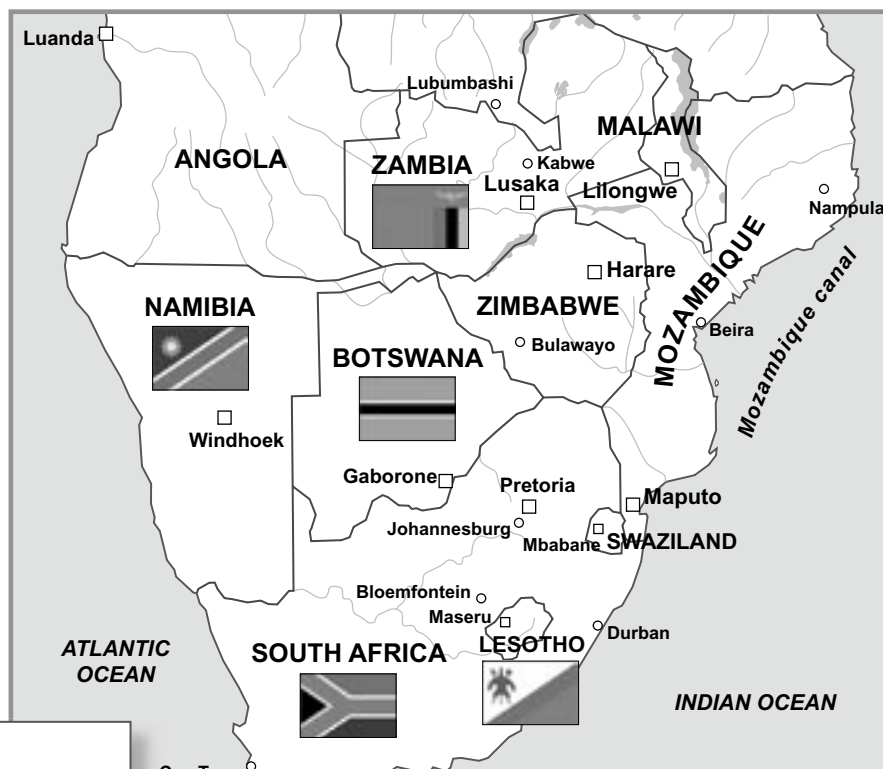 Luanda
Lubumbashi
MALAWI
ANGOLA
ZAMBIA
Kabwe
Lusaka
Lilongwe
Nampula
MOZAMBIQUE
Mozambique canal
Harare
NAMIBIA
ZIMBABWE
Beira
Bulawayo
BOTSWANA
Windhoek
Gaborone
Pretoria
Maputo
Johannesburg
Mbabane
SWAZILAND
Bloemfontein
Maseru
Durban
LESOTHO
SOUTH AFRICA
ATLANTIC
OCEAN
INDIAN OCEAN